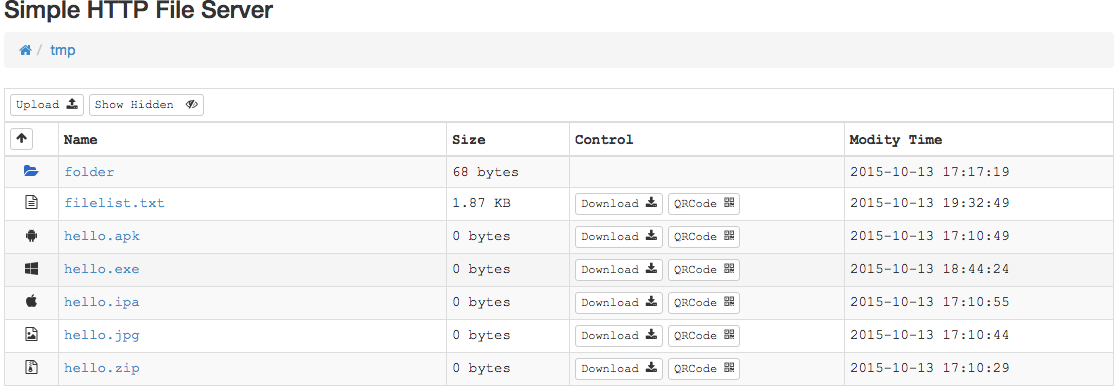 Simple HTTP File Server
/ tmp
Upload Show Hidden
Name Size Control Modity Time
folder 68 bytes 2015-10-13 17:17:19
filelist.txt 1.87 KB Download QRCode 2015-10-13 19:32:49
hello.apk 0 bytes Download QRCode 2015-10-13 17:10:49
hello.exe 0 bytes Download QRCode 2015-10-13 18:44:24
hello.ipa 0 bytes Download QRCode 2015-10-13 17:10:55
hello.jpg 0 bytes Download QRCode 2015-10-13 17:10:44
hello.zip 0 bytes Download QRCode 2015-10-13 17:10:29